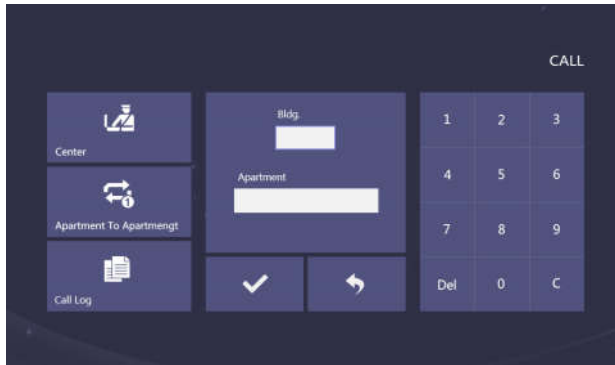 CALL
Center
Apartment To Apartmengt
1
Call Log
Bldg.
Apartment
1 2 3
4 5 6
7 8 9
Del 0 C